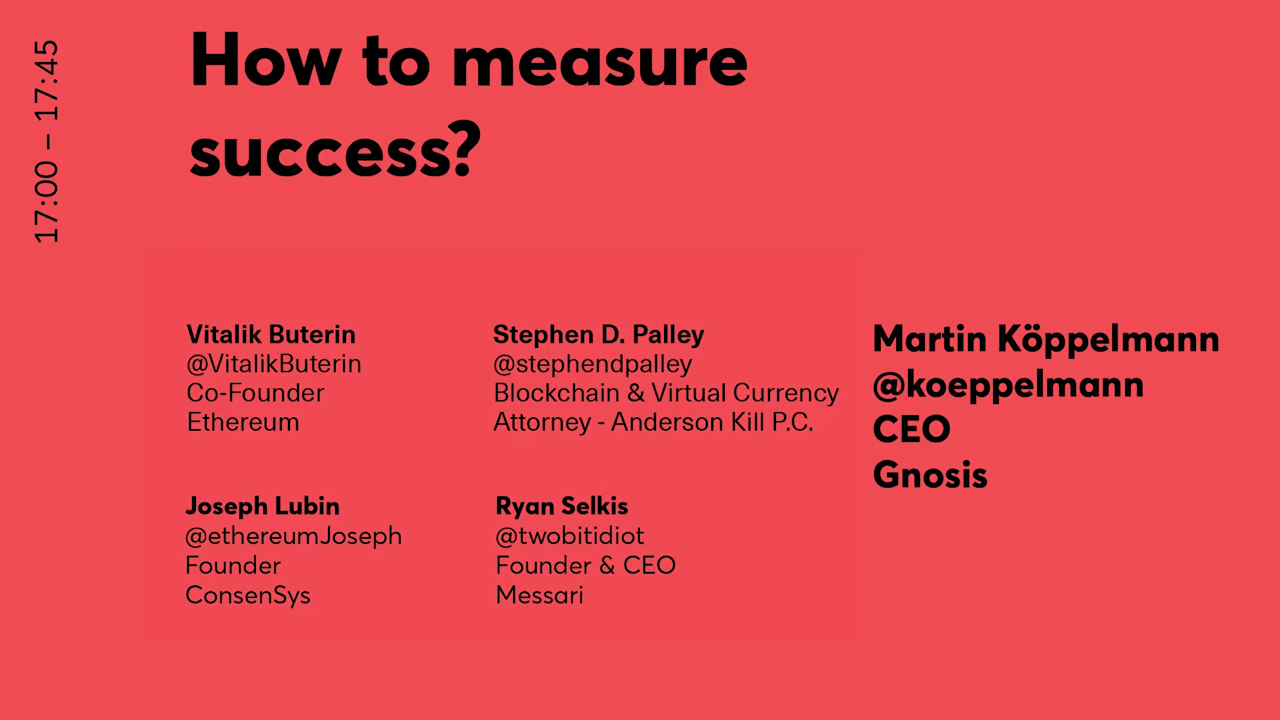 17:00 – 17:45
How to measure
success?
Vitalik Buterin
@VitalikButerin
Co-Founder
Ethereum
Stephen D. Palley
@stephendpalley
Blockchain & Virtual Currency
Attorney - Anderson Kill P.C.
Martin Köppelmann
@koeppelmann
CEO
Gnosis
Joseph Lubin
@ethereumJoseph
Founder
ConsenSys
Ryan Selkis
@twobitidiot
Founder & CEO
Messari